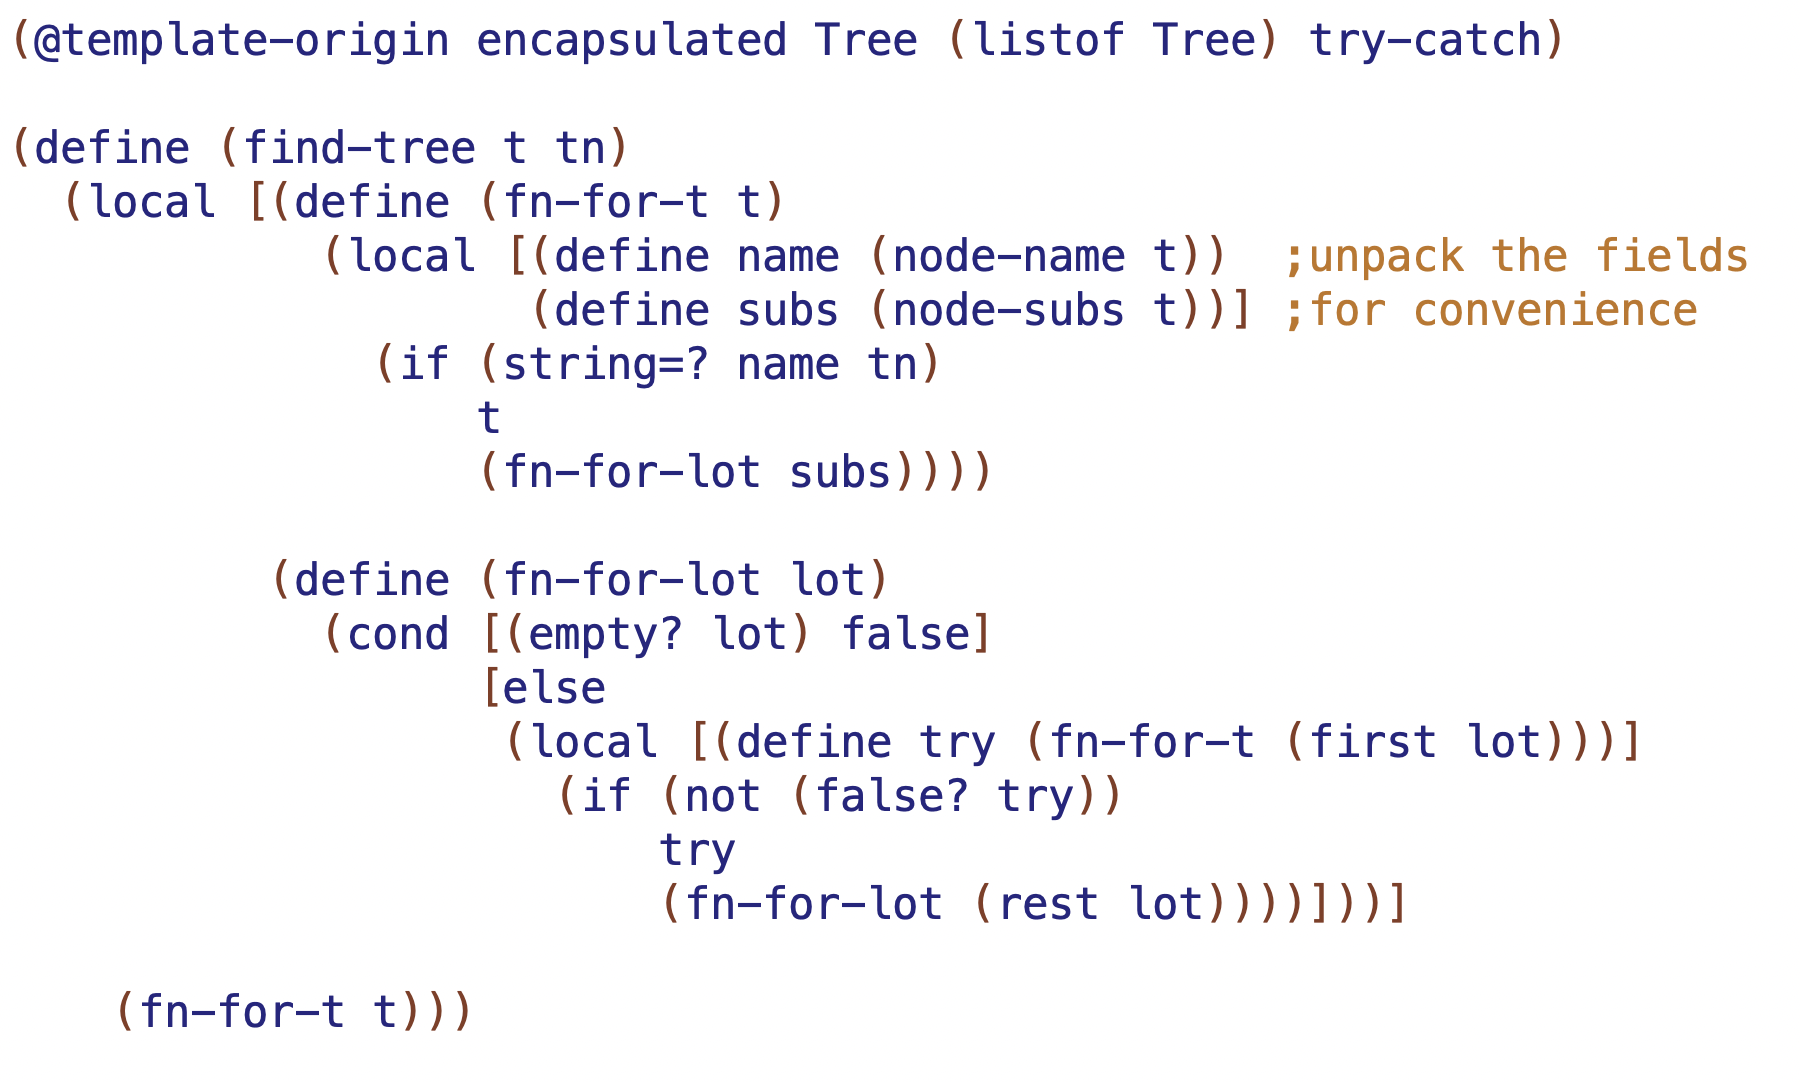 (@template-origin encapsulated Tree (listof Tree) try-catch)

(define (find-tree t tn)
  (local [(define (fn-for-t t)
            (local [(define name (node-name t))  ;unpack the fields
                    (define subs (node-subs t))] ;for convenience
              (if (string=? name tn)
                  t
                  (fn-for-lot subs))))

          (define (fn-for-lot lot)
            (cond [(empty? lot) false]
                  [else
                   (local [(define try (fn-for-t (first lot)))]
                     (if (not (false? try))
                         try
                         (fn-for-lot (rest lot))))]))]

    (fn-for-t t)))